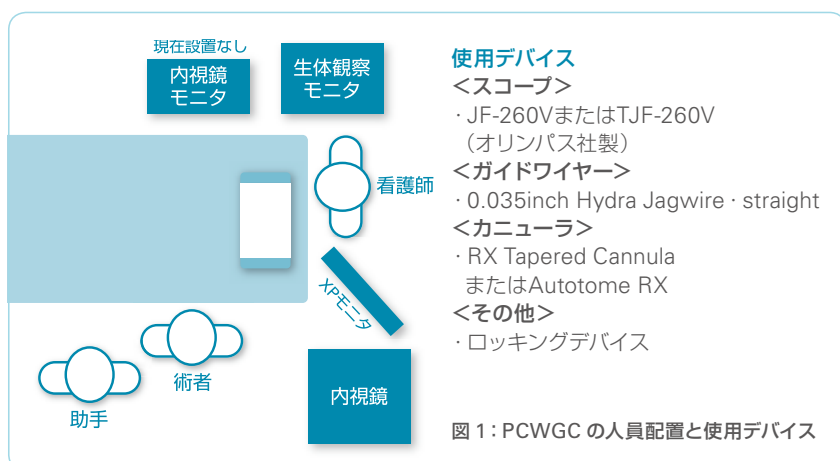 現在設置なし
内視鏡
モニタ
生体観察
モニタ
看護師
XPモニタ
術者
助手
内視鏡
使用デバイス
＜スコープ＞
・JF-260VまたはTJF-260V
（オリンパス社製）
＜ガイドワイヤー＞
・0.035inch Hydra Jagwire・straight
＜カニューラ＞
・RX Tapered Cannula
またはAutotome RX
＜その他＞
・ロッキングデバイス
図1：PCWGC の人員配置と使用デバイス